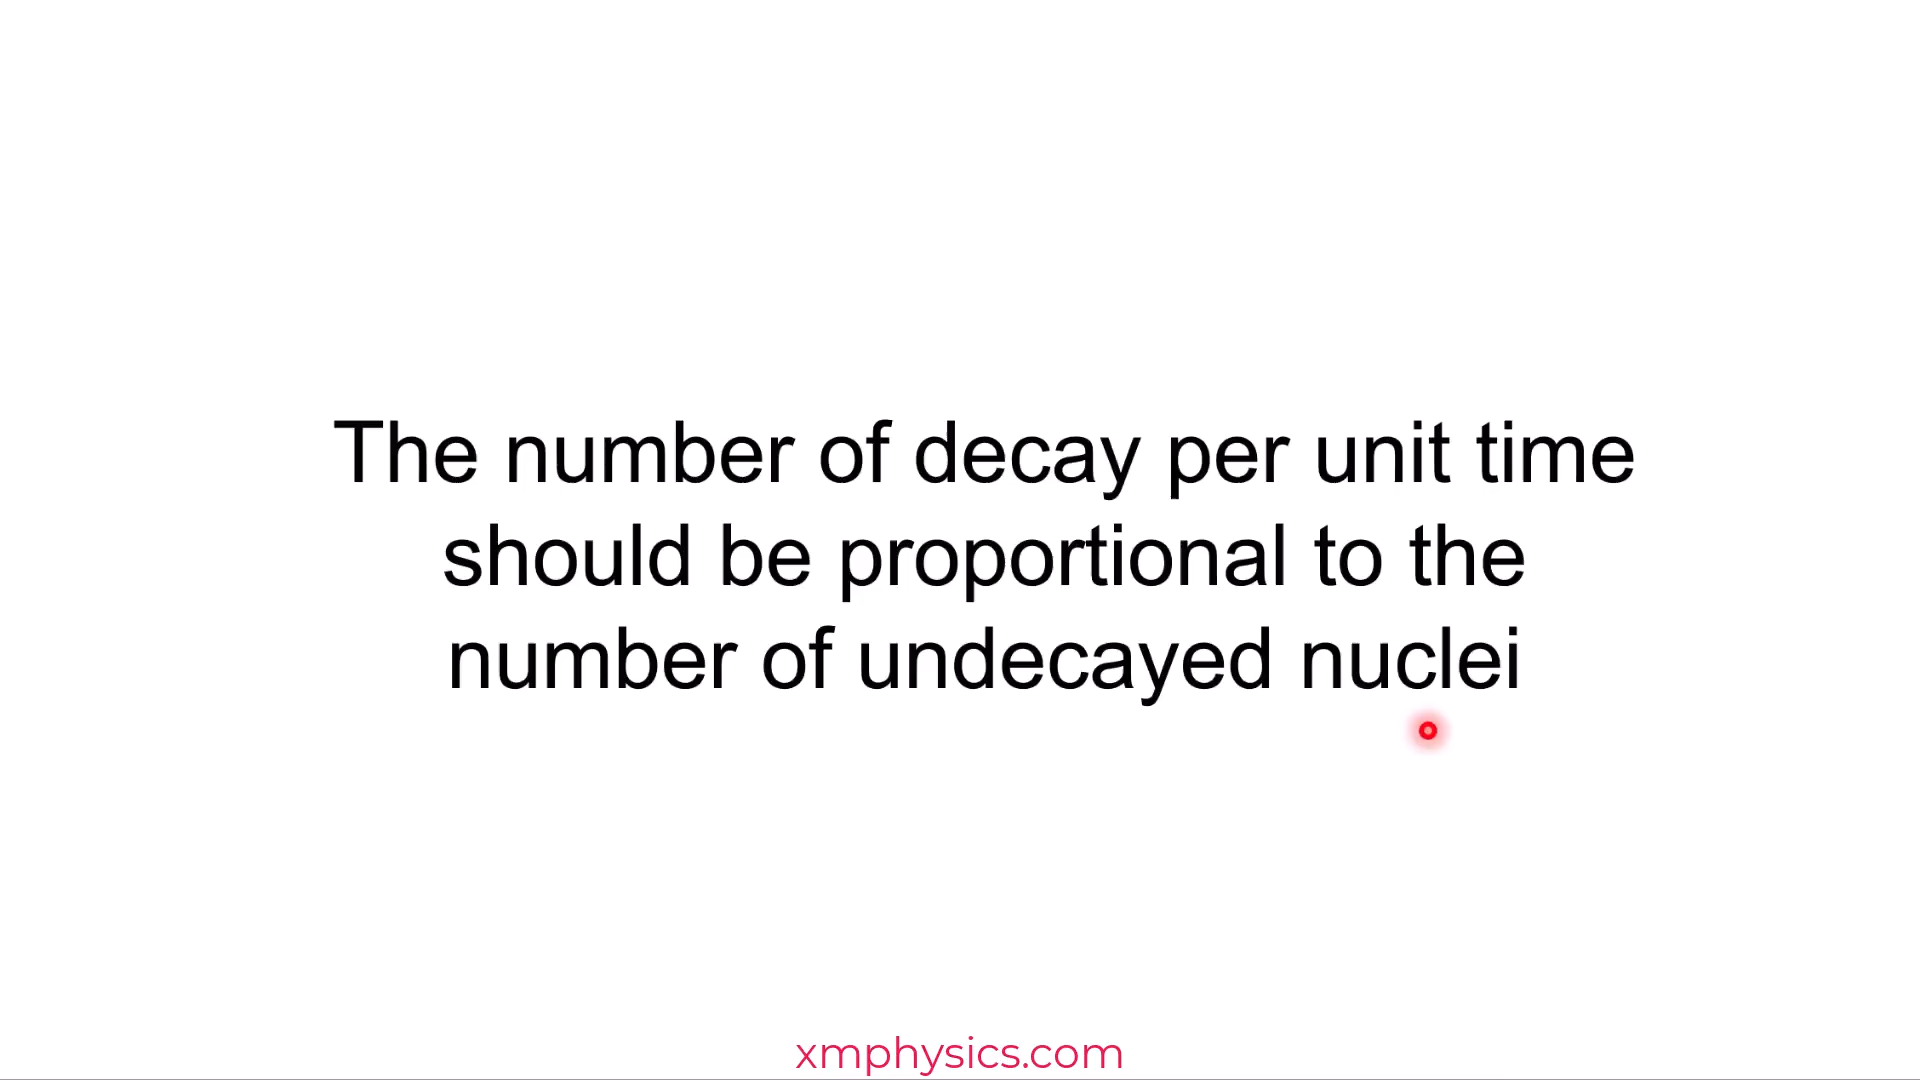 The number of decay per unit time
should be proportional to the
number of undecayed nuclei
xmphysics.com